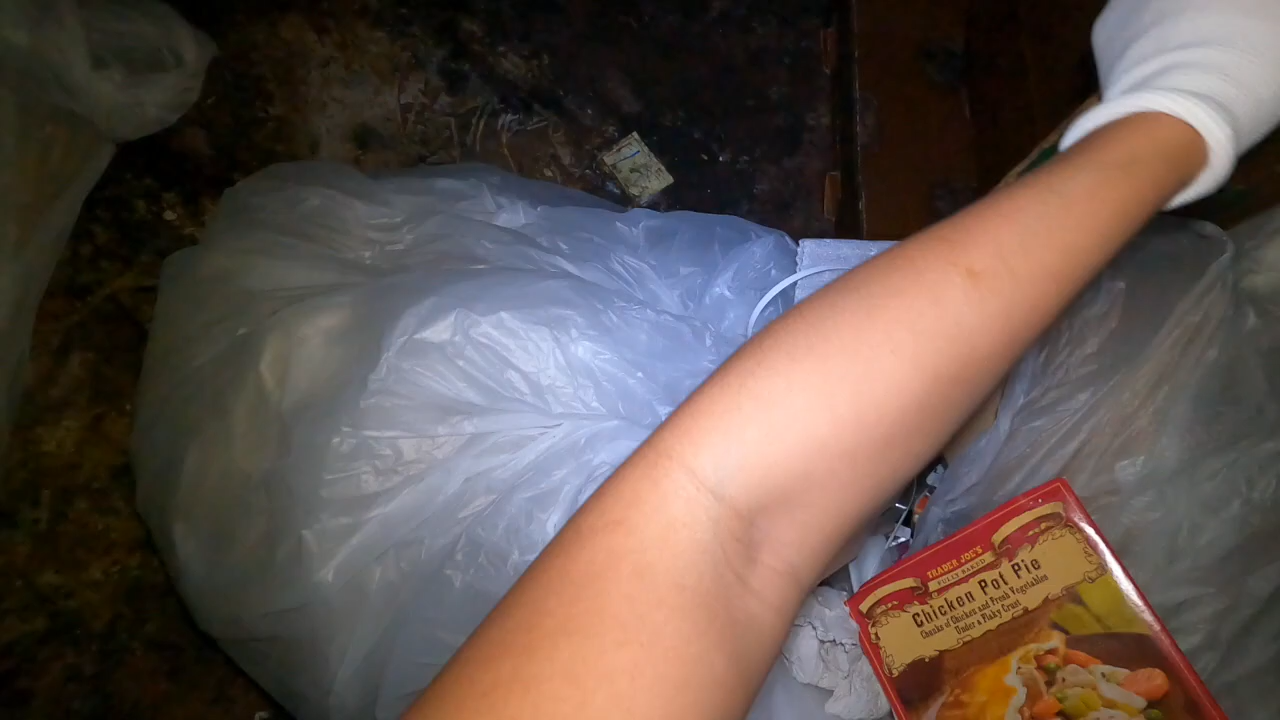 TRADER JOE'S
FULLY BAKED
Chicken Pot Pie
Chunks of Chicken and Fresh Vegetables
Under a Flaky Crust